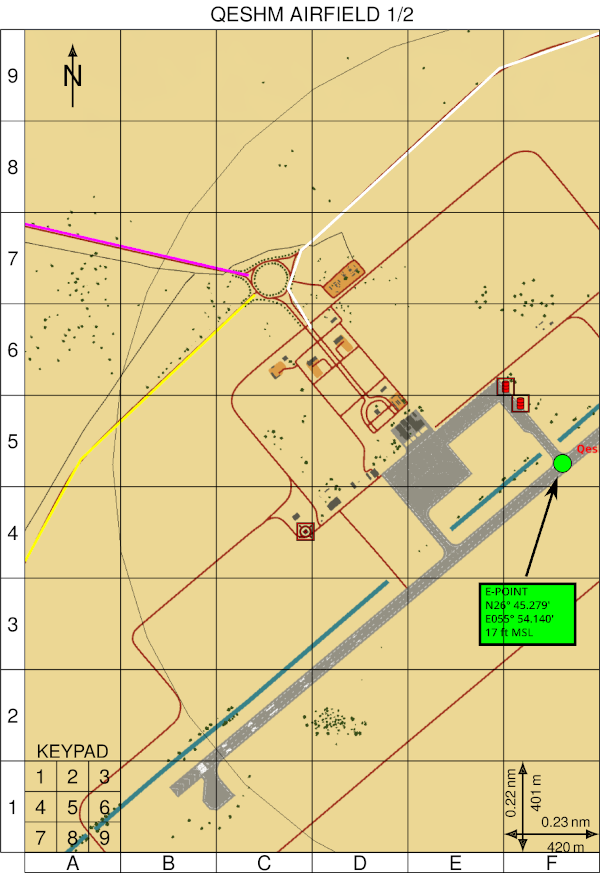 QESHM AIRFIELD 1/2
9
N
8
7
6
5
Qes
4
E-POINT
N26° 45.279'
E055° 54.140'
17 ft MSL
3
2
KEYPAD
1 2 3
4 5 6
7 8 9
1
0.22 nm
401 m
0.23 nm
420 m
A B C D E F